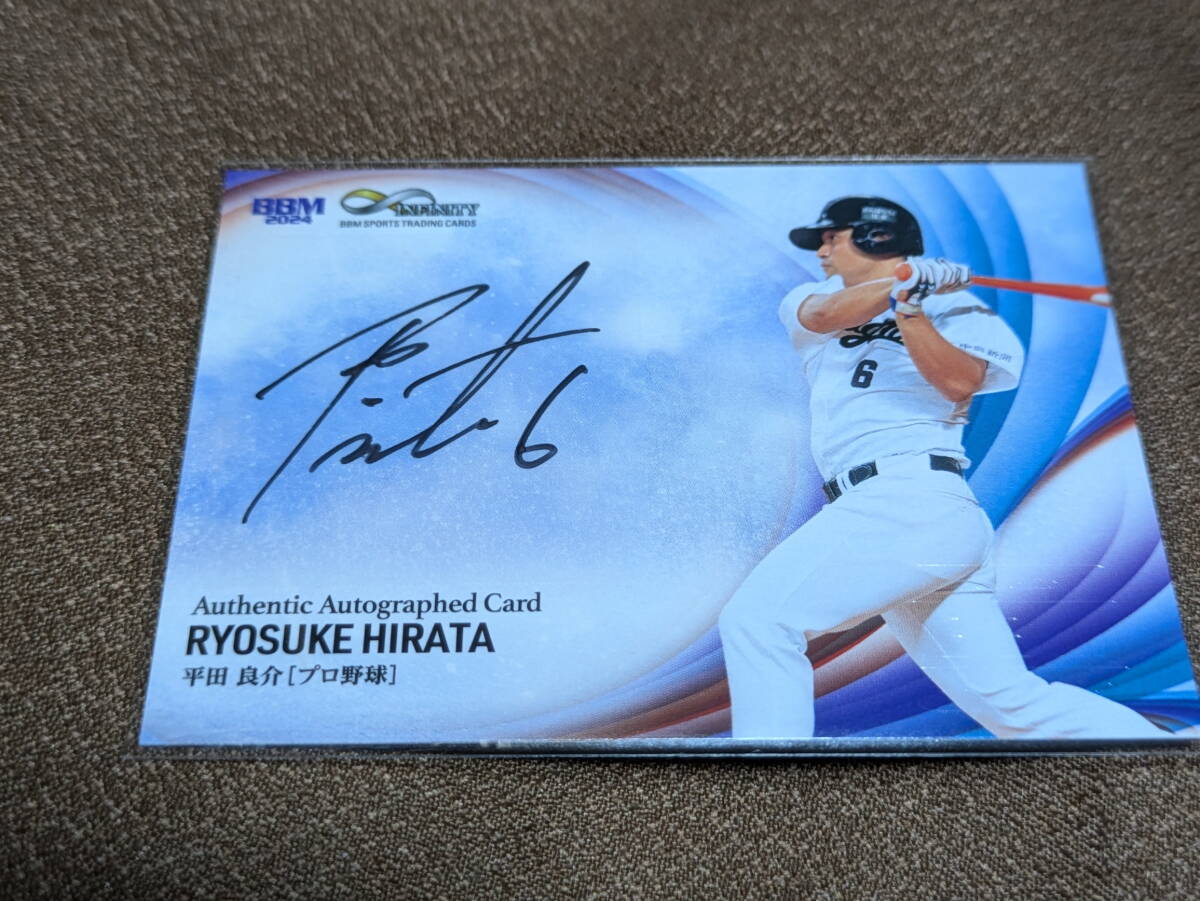 BBM
2024
INFINITY
BBM SPORTS TRADING CARDS
6
6
Authentic Autographed Card
RYOSUKE HIRATA
平田 良介 [プロ野球]